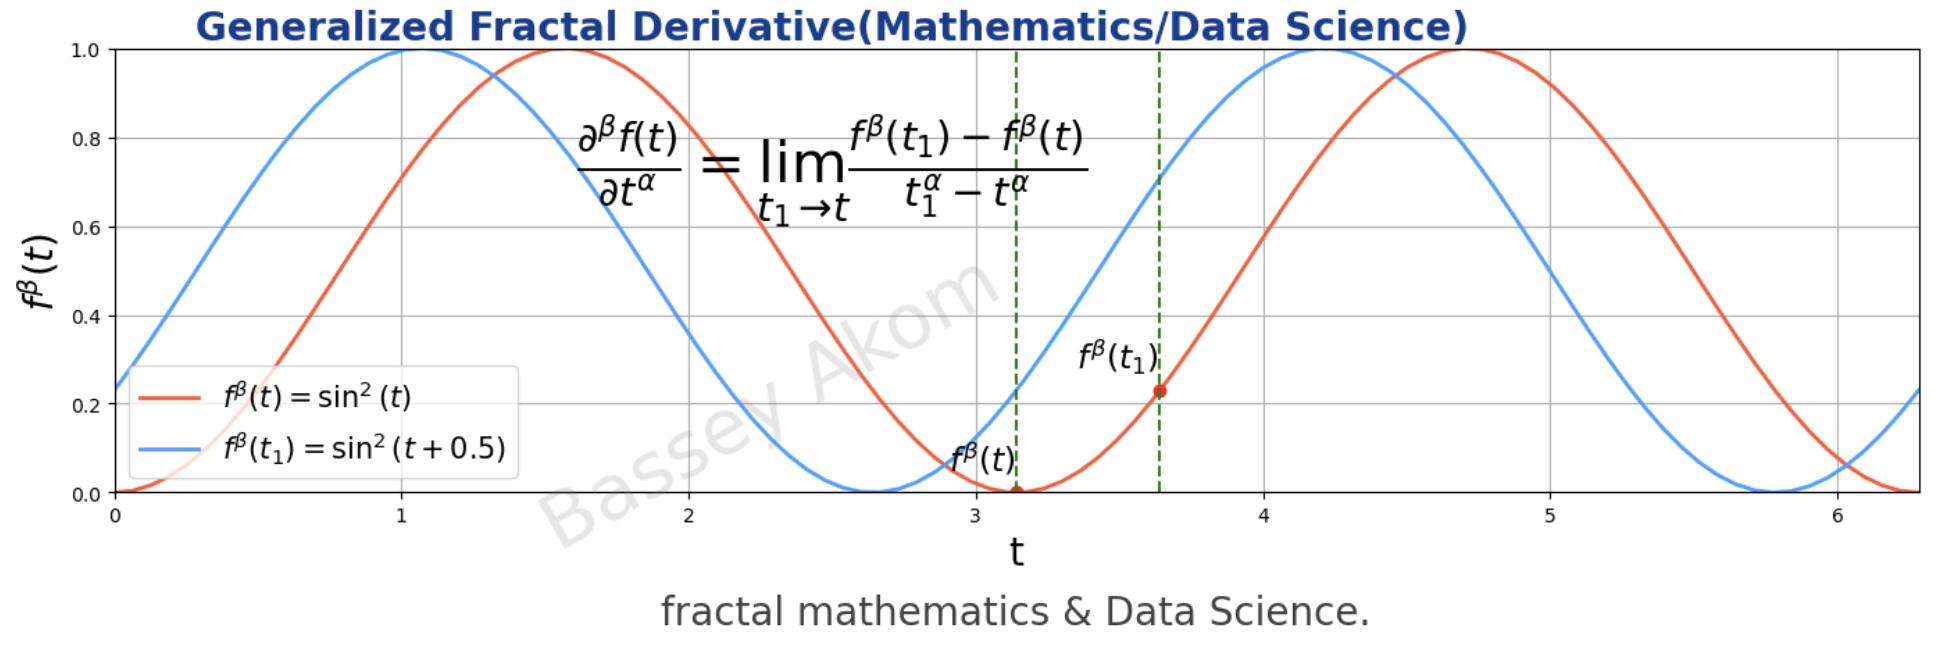 Generalized Fractal Derivative(Mathematics/Data Science)
1.0
0.8
0.6
0.4
0.2
0.0
f^β(t)
∂^β f(t) / ∂t^α = lim_{t₁→t} (f^β(t₁) − f^β(t)) / (t₁^α − t^α)
f^β(t₁)
f^β(t)
f^β(t) = sin² (t)
f^β(t₁) = sin² (t + 0.5)
Bassey Akom
0 1 2 3 4 5 6
t
fractal mathematics & Data Science.